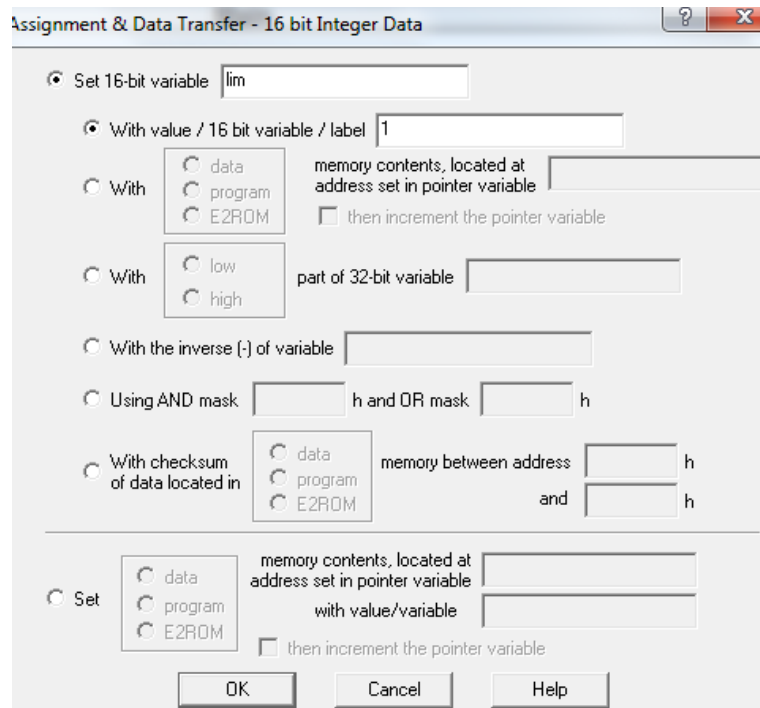 Assignment & Data Transfer - 16 bit Integer Data
? X
Set 16-bit variable lim
With value / 16 bit variable / label 1
With data program E2ROM memory contents, located at address set in pointer variable
then increment the pointer variable
With low high part of 32-bit variable
With the inverse (-) of variable
Using AND mask h and OR mask h
With checksum of data located in data program E2ROM memory between address h
and h
Set data program E2ROM memory contents, located at address set in pointer variable
with value/variable
then increment the pointer variable
OK Cancel Help